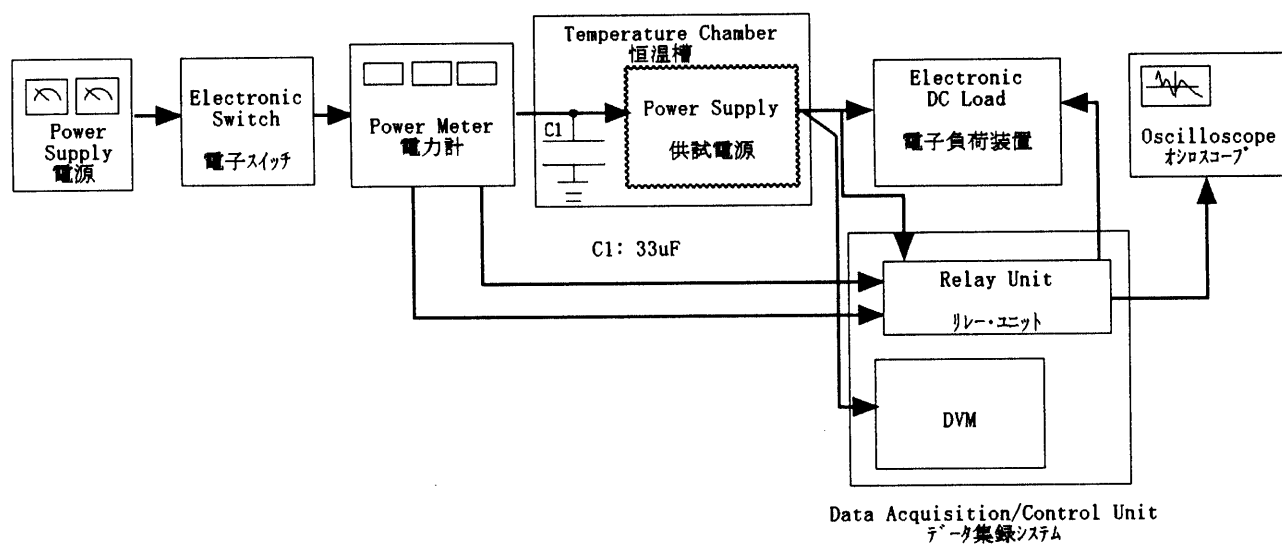 Power
Supply
電源
Electronic
Switch
電子スイッチ
Power Meter
電力計
Temperature Chamber
恒温槽
C1
Power Supply
供試電源
Electronic
DC Load
電子負荷装置
Oscilloscope
オシロスコープ
C1: 33uF
Relay Unit
リレー・ユニット
DVM
Data Acquisition/Control Unit
データ集録システム